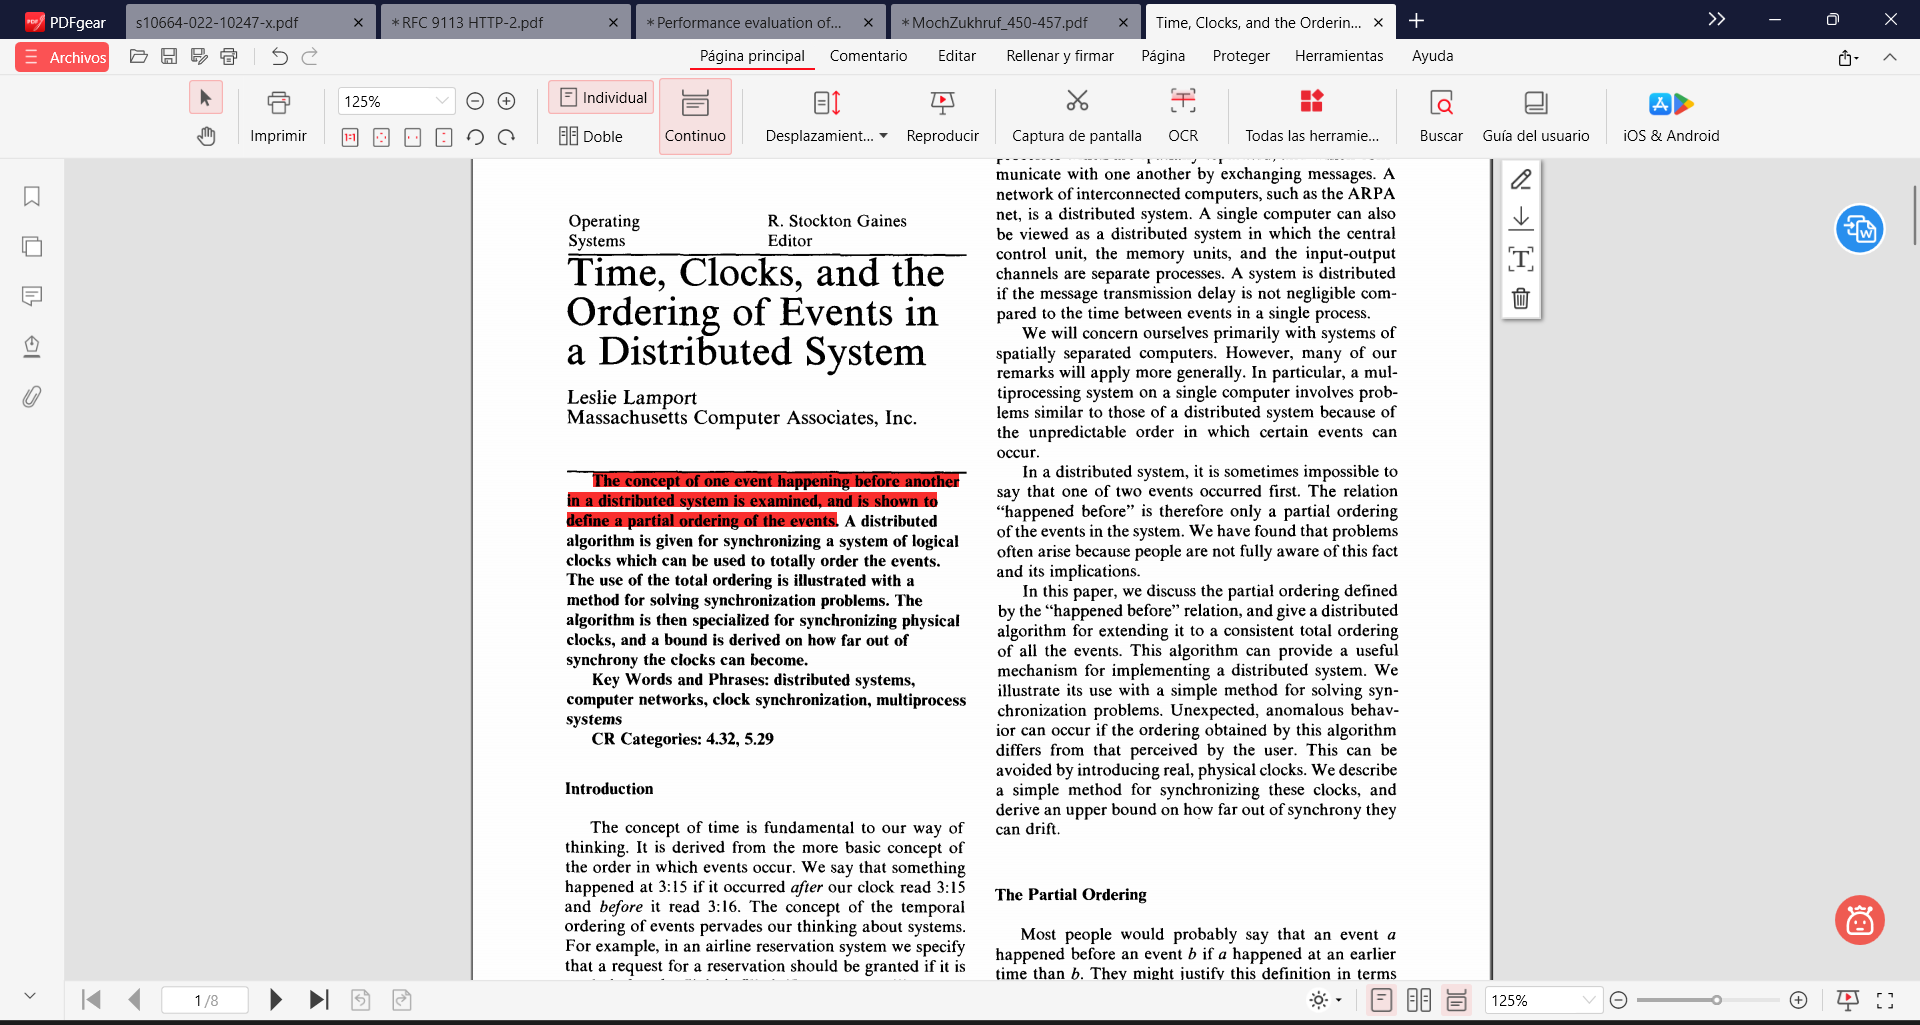 PDFgear
s10664-022-10247-x.pdf
*RFC 9113 HTTP-2.pdf
*Performance evaluation of...
*MochZukhruf_450-457.pdf
Time, Clocks, and the Orderin...
Archivos
Página principal
Comentario
Editar
Rellenar y firmar
Página
Proteger
Herramientas
Ayuda
Imprimir
125%
1:1
Individual
Doble
Continuo
Desplazamient...
Reproducir
Captura de pantalla
OCR
Todas las herramie...
Buscar
Guía del usuario
iOS & Android
Operating
Systems
R. Stockton Gaines
Editor
Time, Clocks, and the
Ordering of Events in
a Distributed System
Leslie Lamport
Massachusetts Computer Associates, Inc.
The concept of one event happening before another
in a distributed system is examined, and is shown to
define a partial ordering of the events. A distributed
algorithm is given for synchronizing a system of logical
clocks which can be used to totally order the events.
The use of the total ordering is illustrated with a
method for solving synchronization problems. The
algorithm is then specialized for synchronizing physical
clocks, and a bound is derived on how far out of
synchrony the clocks can become.
Key Words and Phrases: distributed systems,
computer networks, clock synchronization, multiprocess
systems
CR Categories: 4.32, 5.29
Introduction
The concept of time is fundamental to our way of
thinking. It is derived from the more basic concept of
the order in which events occur. We say that something
happened at 3:15 if it occurred after our clock read 3:15
and before it read 3:16. The concept of the temporal
ordering of events pervades our thinking about systems.
For example, in an airline reservation system we specify
that a request for a reservation should be granted if it is
municate with one another by exchanging messages. A
network of interconnected computers, such as the ARPA
net, is a distributed system. A single computer can also
be viewed as a distributed system in which the central
control unit, the memory units, and the input-output
channels are separate processes. A system is distributed
if the message transmission delay is not negligible com-
pared to the time between events in a single process.
We will concern ourselves primarily with systems of
spatially separated computers. However, many of our
remarks will apply more generally. In particular, a mul-
tiprocessing system on a single computer involves prob-
lems similar to those of a distributed system because of
the unpredictable order in which certain events can
occur.
In a distributed system, it is sometimes impossible to
say that one of two events occurred first. The relation
“happened before” is therefore only a partial ordering
of the events in the system. We have found that problems
often arise because people are not fully aware of this fact
and its implications.
In this paper, we discuss the partial ordering defined
by the “happened before” relation, and give a distributed
algorithm for extending it to a consistent total ordering
of all the events. This algorithm can provide a useful
mechanism for implementing a distributed system. We
illustrate its use with a simple method for solving syn-
chronization problems. Unexpected, anomalous behav-
ior can occur if the ordering obtained by this algorithm
differs from that perceived by the user. This can be
avoided by introducing real, physical clocks. We describe
a simple method for synchronizing these clocks, and
derive an upper bound on how far out of synchrony they
can drift.
The Partial Ordering
Most people would probably say that an event a
happened before an event b if a happened at an earlier
time than b. They might justify this definition in terms
1 /8
125%